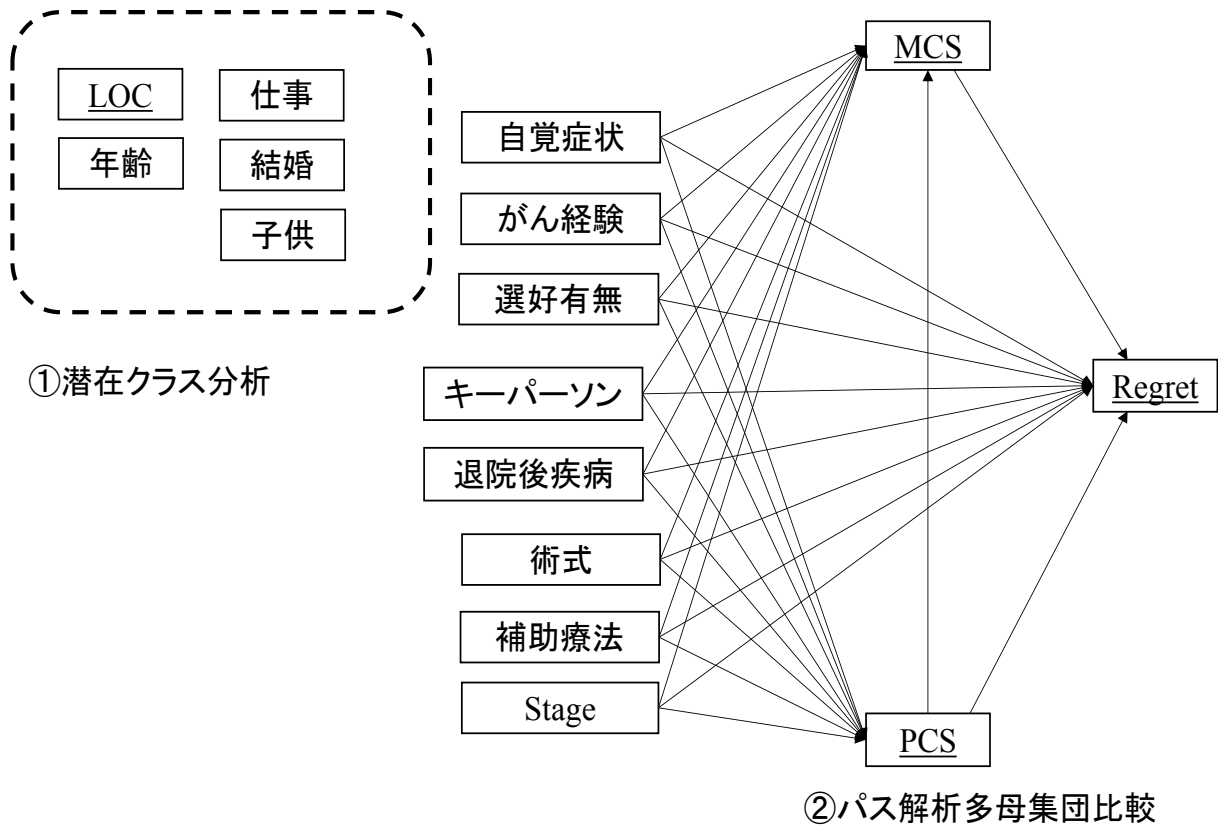 LOC
仕事
年齢
結婚
子供
①潜在クラス分析
自覚症状
がん経験
選好有無
キーパーソン
退院後疾病
術式
補助療法
Stage
MCS
Regret
PCS
②パス解析多母集団比較